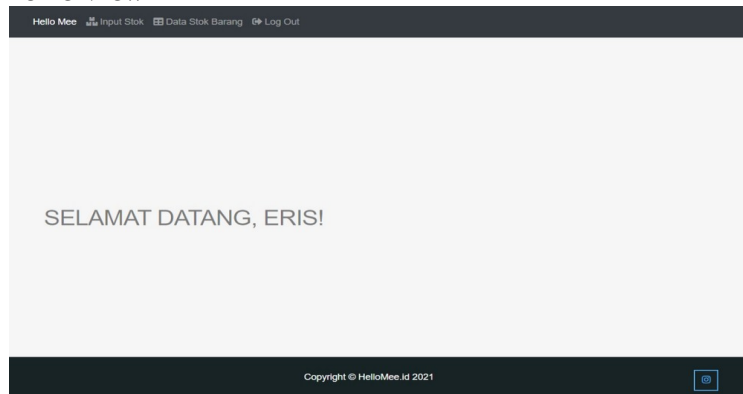 Hello Mee Input Stok Data Stok Barang Log Out
SELAMAT DATANG, ERIS!
Copyright © HelloMee.id 2021